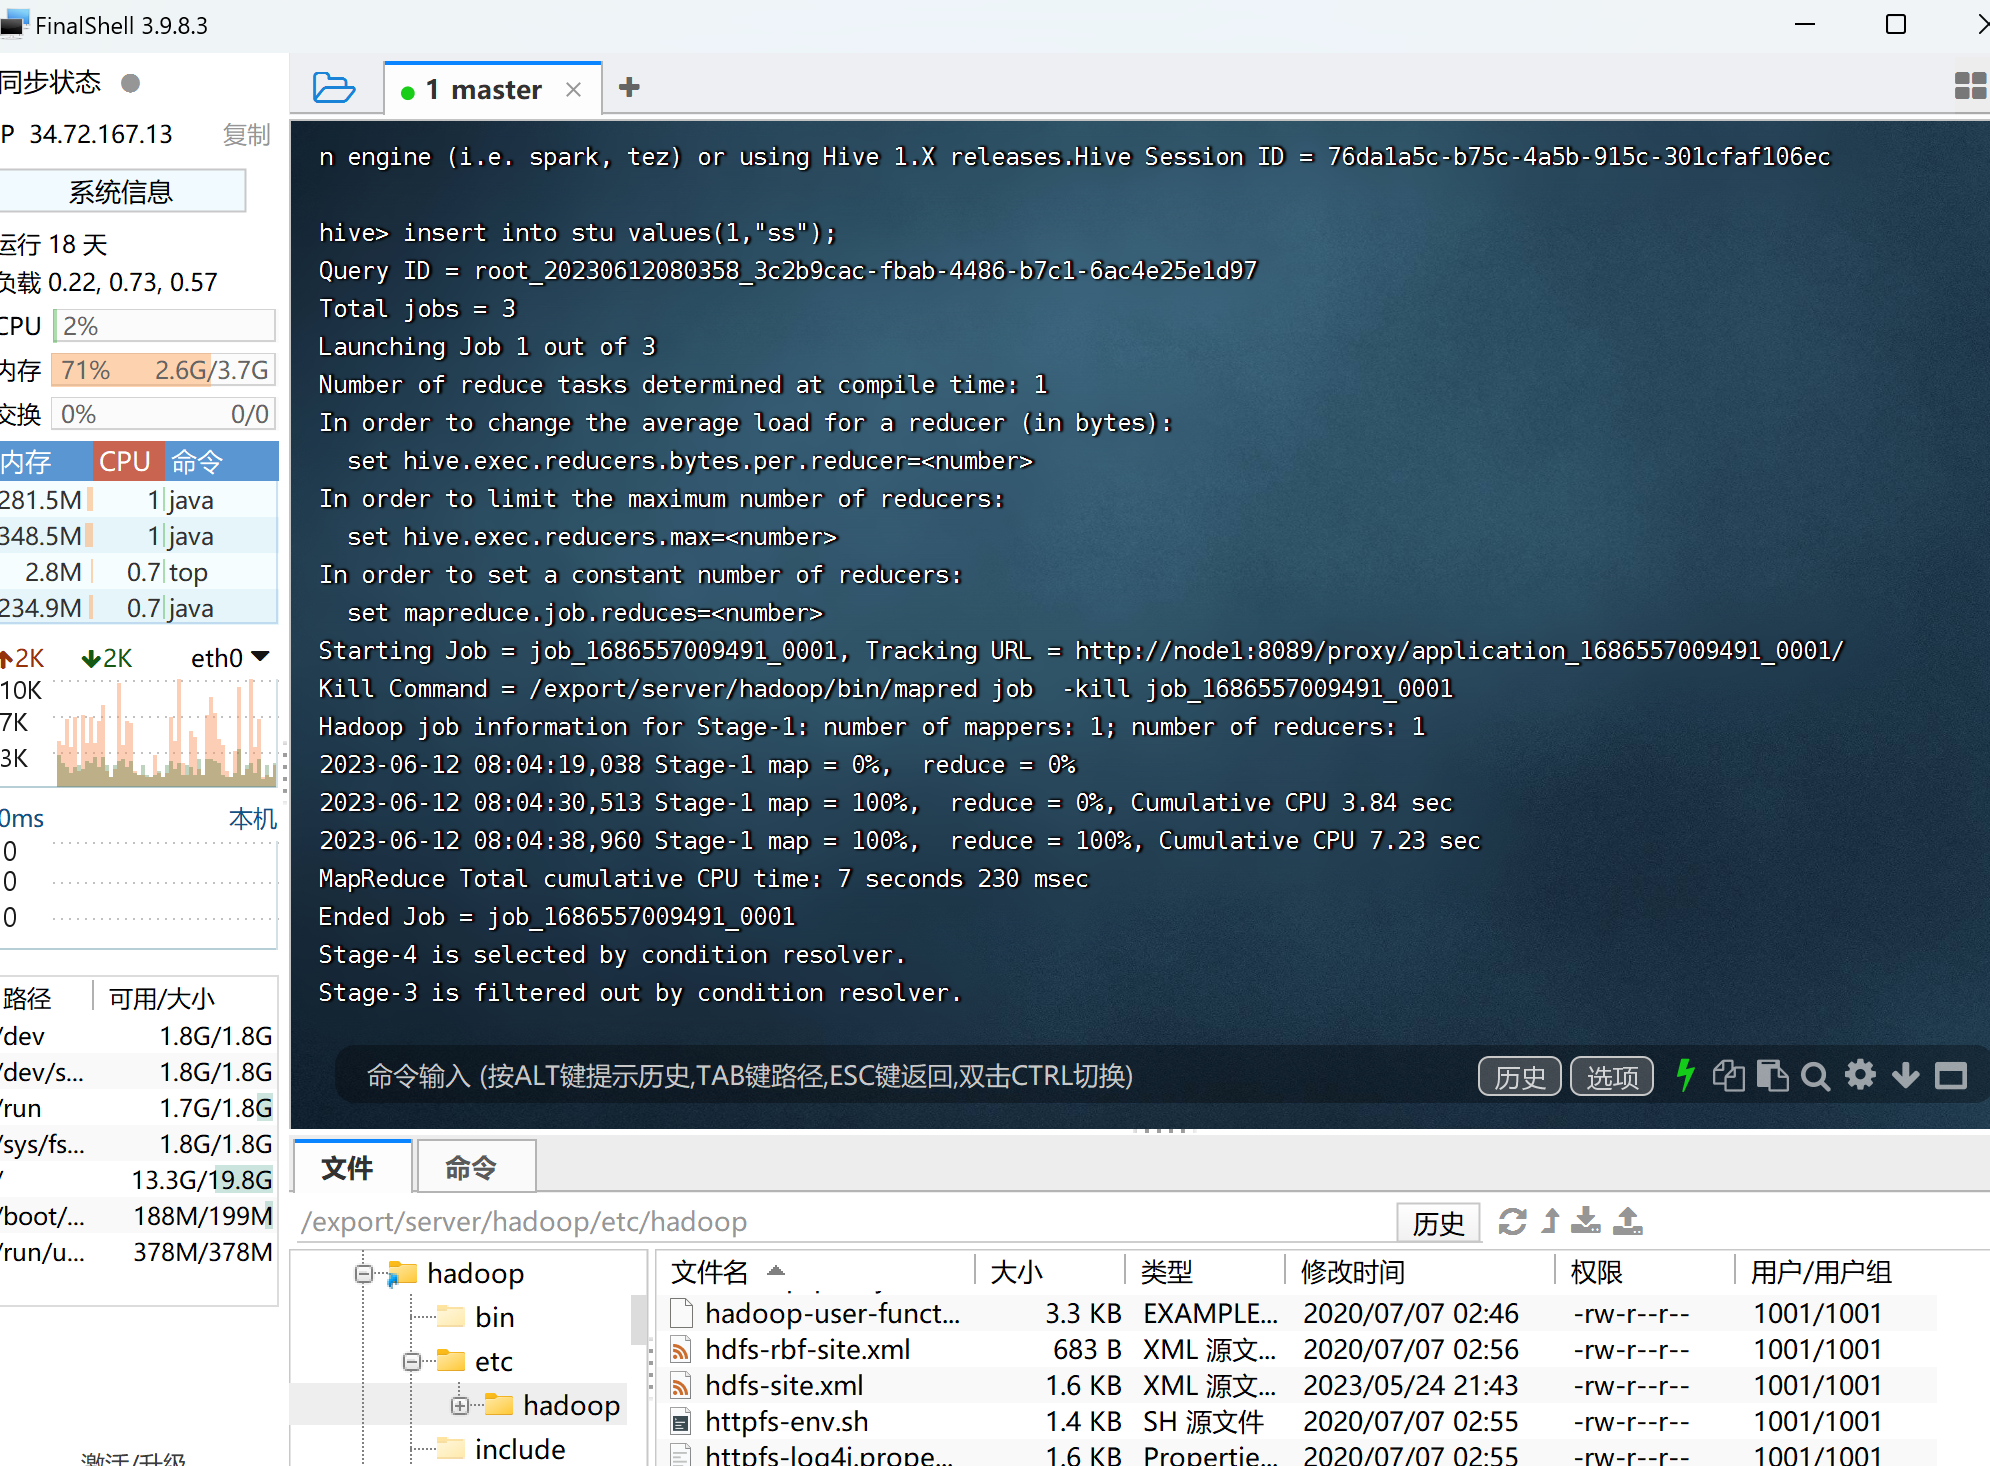 FinalShell 3.9.8.3
同步状态
P 34.72.167.13 复制
系统信息
运行 18 天
负载 0.22, 0.73, 0.57
CPU 2%
内存 71% 2.6G/3.7G
交换 0% 0/0
内存 CPU 命令
281.5M 1 java
348.5M 1 java
2.8M 0.7 top
234.9M 0.7 java
2K 2K eth0
10K
7K
3K
0ms 本机
0
0
0
路径 可用/大小
/dev 1.8G/1.8G
/dev/s... 1.8G/1.8G
/run 1.7G/1.8G
/sys/fs... 1.8G/1.8G
/ 13.3G/19.8G
/boot/... 188M/199M
/run/u... 378M/378M
激活/升级
1 master
n engine (i.e. spark, tez) or using Hive 1.X releases.Hive Session ID = 76da1a5c-b75c-4a5b-915c-301cfaf106ec
hive> insert into stu values(1,"ss");
Query ID = root_20230612080358_3c2b9cac-fbab-4486-b7c1-6ac4e25e1d97
Total jobs = 3
Launching Job 1 out of 3
Number of reduce tasks determined at compile time: 1
In order to change the average load for a reducer (in bytes):
set hive.exec.reducers.bytes.per.reducer=<number>
In order to limit the maximum number of reducers:
set hive.exec.reducers.max=<number>
In order to set a constant number of reducers:
set mapreduce.job.reduces=<number>
Starting Job = job_1686557009491_0001, Tracking URL = http://node1:8089/proxy/application_1686557009491_0001/
Kill Command = /export/server/hadoop/bin/mapred job  -kill job_1686557009491_0001
Hadoop job information for Stage-1: number of mappers: 1; number of reducers: 1
2023-06-12 08:04:19,038 Stage-1 map = 0%,  reduce = 0%
2023-06-12 08:04:30,513 Stage-1 map = 100%,  reduce = 0%, Cumulative CPU 3.84 sec
2023-06-12 08:04:38,960 Stage-1 map = 100%,  reduce = 100%, Cumulative CPU 7.23 sec
MapReduce Total cumulative CPU time: 7 seconds 230 msec
Ended Job = job_1686557009491_0001
Stage-4 is selected by condition resolver.
Stage-3 is filtered out by condition resolver.
命令输入 (按ALT键提示历史,TAB键路径,ESC键返回,双击CTRL切换) 历史 选项
文件 命令
/export/server/hadoop/etc/hadoop 历史
hadoop
bin
etc
hadoop
include
文件名 大小 类型 修改时间 权限 用户/用户组
hadoop-user-funct... 3.3 KB EXAMPLE... 2020/07/07 02:46 -rw-r--r-- 1001/1001
hdfs-rbf-site.xml 683 B XML 源文... 2020/07/07 02:56 -rw-r--r-- 1001/1001
hdfs-site.xml 1.6 KB XML 源文... 2023/05/24 21:43 -rw-r--r-- 1001/1001
httpfs-env.sh 1.4 KB SH 源文件 2020/07/07 02:55 -rw-r--r-- 1001/1001
httpfs-log4j.prope... 1.6 KB Propertie... 2020/07/07 02:55 -rw-r--r-- 1001/1001